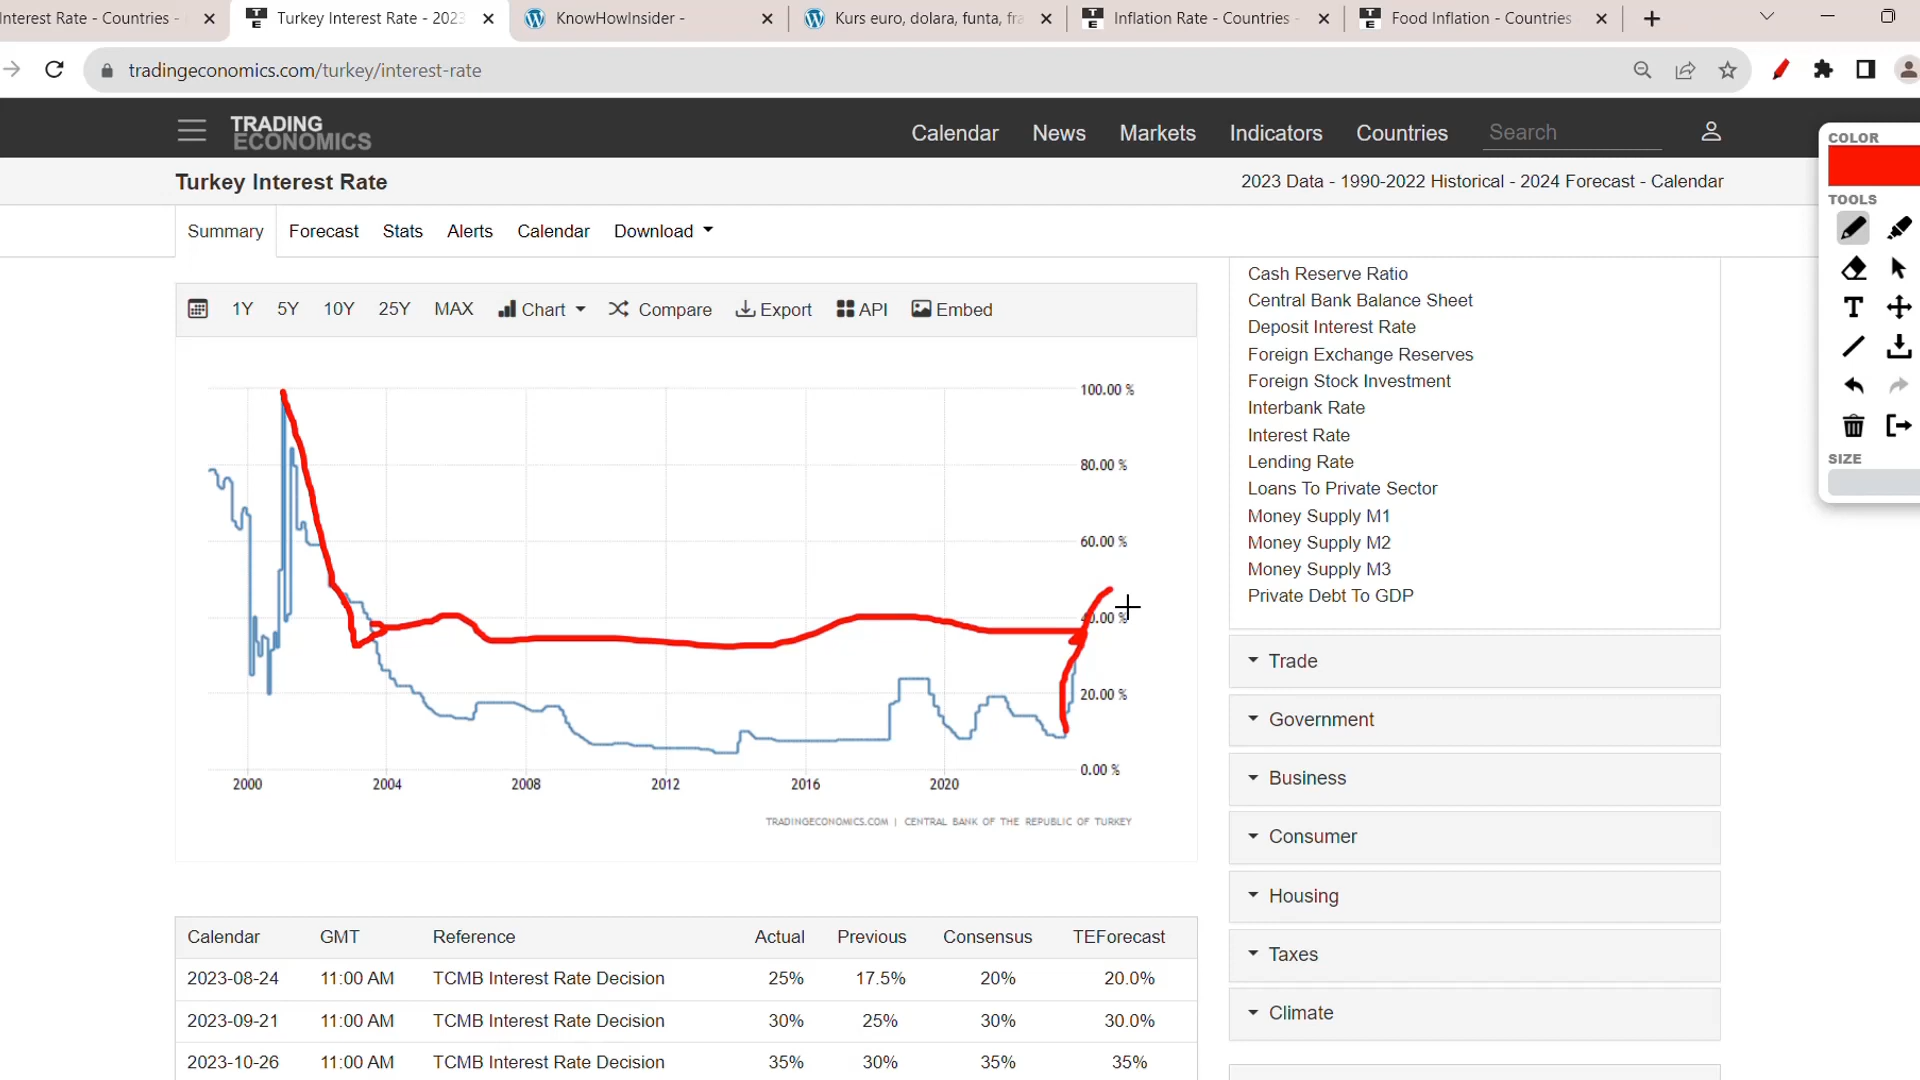 nterest Rate - Countries -
Turkey Interest Rate - 2023
KnowHowInsider -
Kurs euro, dolara, funta, fra
Inflation Rate - Countries -
Food Inflation - Countries
tradingeconomics.com/turkey/interest-rate
TRADING
ECONOMICS
Calendar News Markets Indicators Countries Search
Turkey Interest Rate
2023 Data - 1990-2022 Historical - 2024 Forecast - Calendar
Summary Forecast Stats Alerts Calendar Download
1Y 5Y 10Y 25Y MAX Chart Compare Export API Embed
100.00 %
80.00 %
60.00 %
20.00 %
0.00 %
2000 2004 2008 2012 2016 2020
TRADINGECONOMICS.COM | CENTRAL BANK OF THE REPUBLIC OF TURKEY
Calendar GMT Reference Actual Previous Consensus TEForecast
2023-08-24 11:00 AM TCMB Interest Rate Decision 25% 17.5% 20% 20.0%
2023-09-21 11:00 AM TCMB Interest Rate Decision 30% 25% 30% 30.0%
2023-10-26 11:00 AM TCMB Interest Rate Decision 35% 30% 35% 35%
Cash Reserve Ratio
Central Bank Balance Sheet
Deposit Interest Rate
Foreign Exchange Reserves
Foreign Stock Investment
Interbank Rate
Interest Rate
Lending Rate
Loans To Private Sector
Money Supply M1
Money Supply M2
Money Supply M3
Private Debt To GDP
Trade
Government
Business
Consumer
Housing
Taxes
Climate
COLOR
TOOLS
T
SIZE